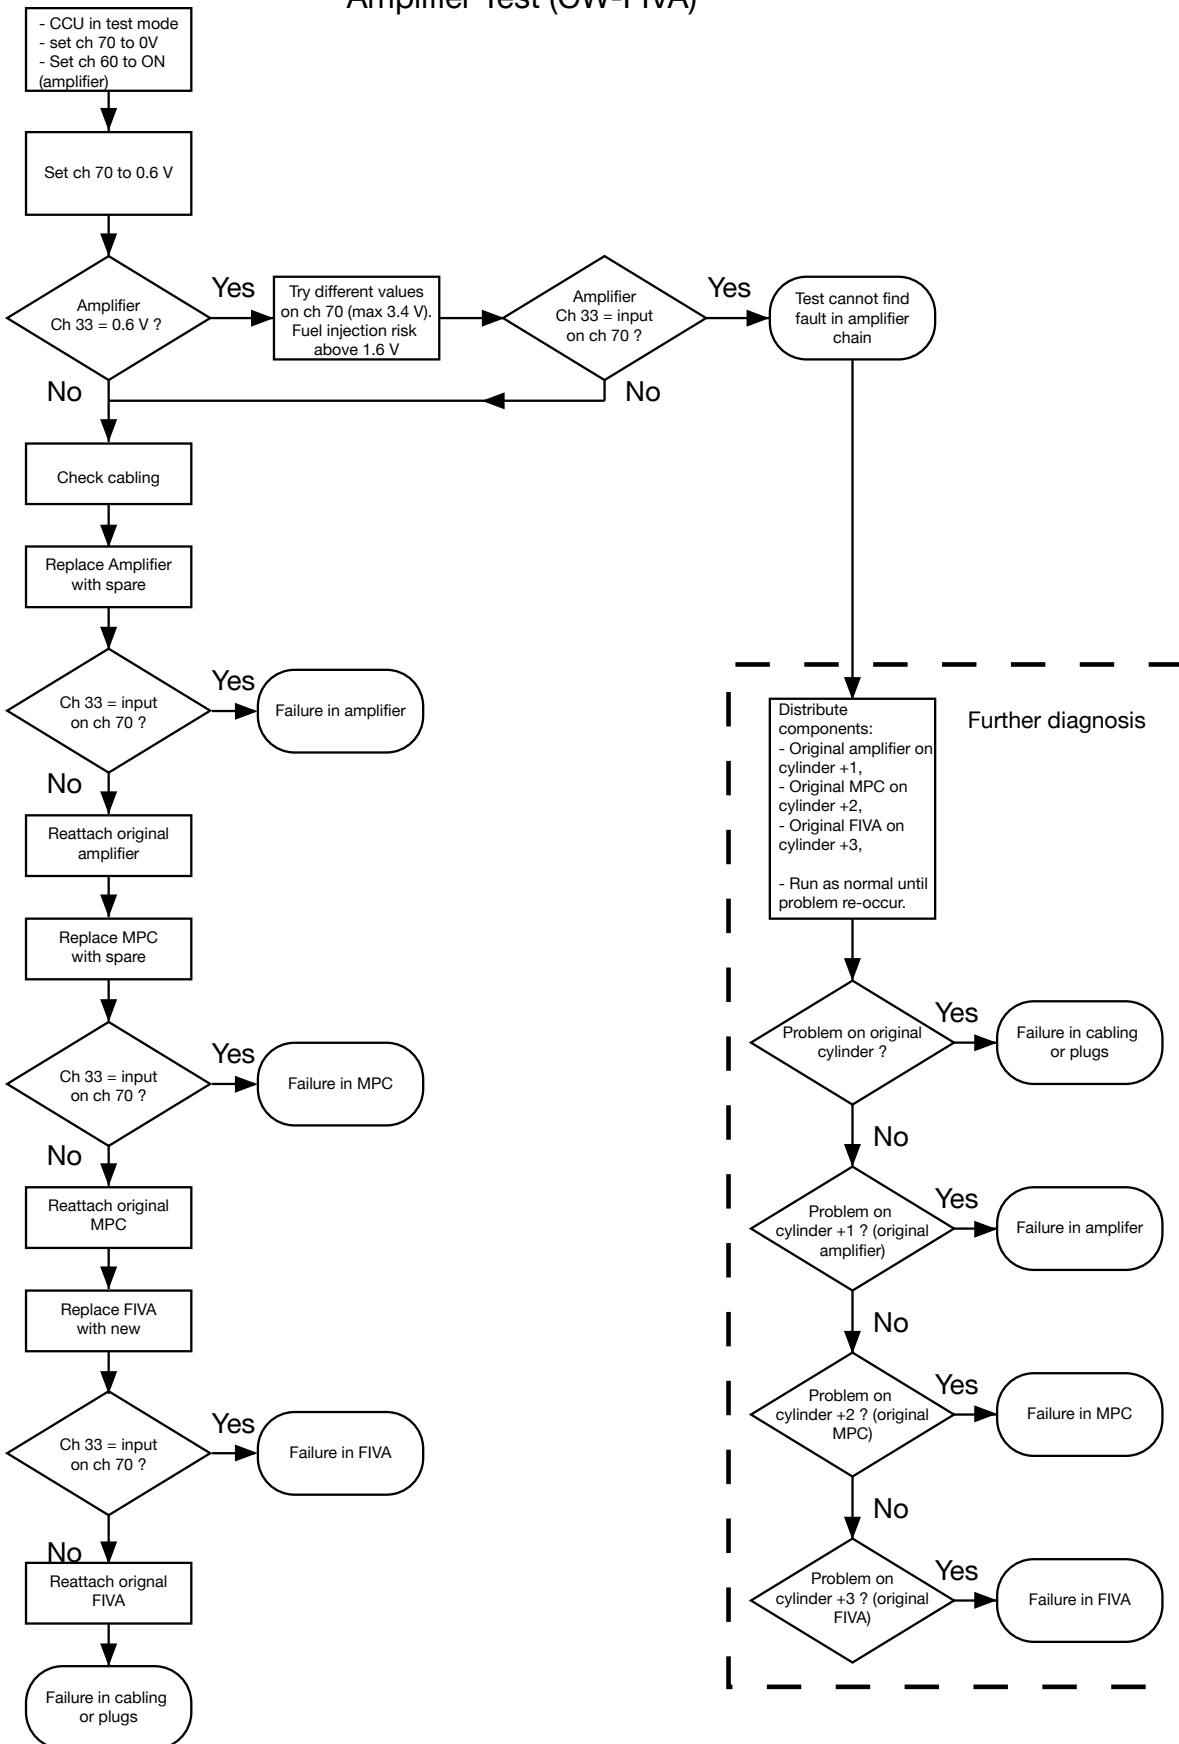 Amplifier Test (CW-FIVA)
- CCU in test mode
- set ch 70 to 0V
- Set ch 60 to ON
(amplifier)
Set ch 70 to 0.6 V
Amplifier
Ch 33 = 0.6 V ?
Yes
No
Try different values
on ch 70 (max 3.4 V).
Fuel injection risk
above 1.6 V
Amplifier
Ch 33 = input
on ch 70 ?
Yes
No
Test cannot find
fault in amplifier
chain
Check cabling
Replace Amplifier
with spare
Ch 33 = input
on ch 70 ?
Yes
Failure in amplifier
No
Reattach original
amplifier
Replace MPC
with spare
Ch 33 = input
on ch 70 ?
Yes
Failure in MPC
No
Reattach original
MPC
Replace FIVA
with new
Ch 33 = input
on ch 70 ?
Yes
Failure in FIVA
No
Reattach orignal
FIVA
Failure in cabling
or plugs
Further diagnosis
Distribute
components:
- Original amplifier on
cylinder +1,
- Original MPC on
cylinder +2,
- Original FIVA on
cylinder +3,
- Run as normal until
problem re-occur.
Problem on original
cylinder ?
Yes
Failure in cabling
or plugs
No
Problem on
cylinder +1 ? (original
amplifier)
Yes
Failure in amplifer
No
Problem on
cylinder +2 ? (original
MPC)
Yes
Failure in MPC
No
Problem on
cylinder +3 ? (original
FIVA)
Yes
Failure in FIVA